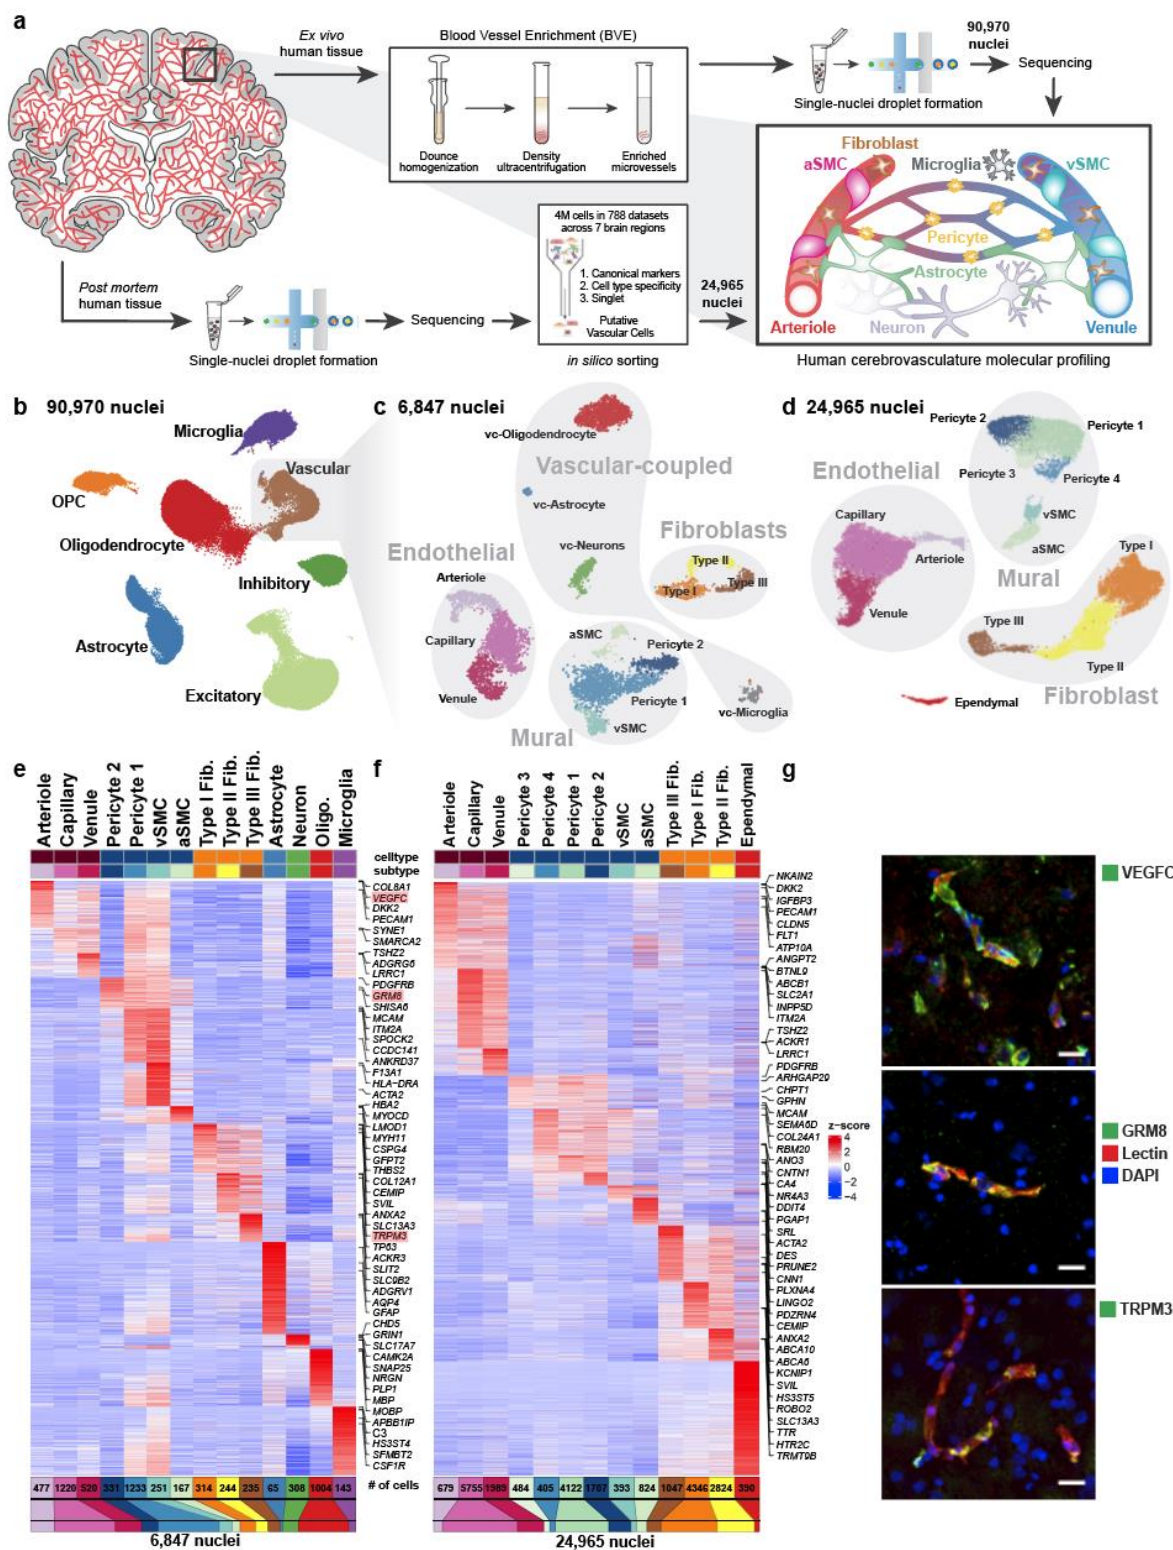 a
Ex vivo
human tissue
Blood Vessel Enrichment (BVE)
Dounce
homogenization
Density
ultracentrifugation
Enriched
microvessels
90,970
nuclei
Sequencing
Single-nuclei droplet formation
Fibroblast
aSMC
Microglia
vSMC
Pericyte
Astrocyte
Neuron
Arteriole
Venule
Human cerebrovasculature molecular profiling
Post mortem
human tissue
Single-nuclei droplet formation
Sequencing
4M cells in 788 datasets
across 7 brain regions
1. Canonical markers
2. Cell type specificity
3. Singlet
Putative
Vascular Cells
in silico sorting
24,965
nuclei
b 90,970 nuclei
Microglia
Vascular
OPC
Oligodendrocyte
Inhibitory
Astrocyte
Excitatory
c 6,847 nuclei
vc-Oligodendrocyte
Vascular-coupled
vc-Astrocyte
vc-Neurons
Fibroblasts
Type II
Type I
Type III
Endothelial
Arteriole
Capillary
Venule
aSMC
Pericyte 2
Pericyte 1
vSMC
vc-Microglia
Mural
d 24,965 nuclei
Pericyte 2
Pericyte 1
Pericyte 3
Pericyte 4
Endothelial
Capillary
Arteriole
Venule
vSMC
aSMC
Mural
Type I
Type III
Type II
Fibroblast
Ependymal
e
Arteriole
Capillary
Venule
Pericyte 2
Pericyte 1
vSMC
aSMC
Type I Fib.
Type II Fib.
Type III Fib.
Astrocyte
Neuron
Oligo.
Microglia
celltype
subtype
COL8A1
VEGFC
DKK2
PECAM1
SYNE1
SMARCA2
TSHZ2
ADGRG6
LRRC1
PDGFRB
GRM8
SHISA6
MCAM
ITM2A
SPOCK2
CCDC141
ANKRD37
F13A1
HLA-DRA
ACTA2
HBA2
MYOCD
LMOD1
MYH11
CSPG4
GFPT2
THBS2
COL12A1
CEMIP
SVIL
ANXA2
SLC13A3
TRPM3
TP63
ACKR3
SLIT2
SLC9B2
ADGRV1
AQP4
GFAP
CHD5
GRIN1
SLC17A7
CAMK2A
SNAP25
NRGN
PLP1
MBP
MOBP
APBB1IP
C3
HS3ST4
SFMBT2
CSF1R
# of cells
477 1220 520 331 1233 251 167 314 244 235 65 308 1004 143
6,847 nuclei
f
Arteriole
Capillary
Venule
Pericyte 3
Pericyte 4
Pericyte 1
Pericyte 2
vSMC
aSMC
Type III Fib.
Type I Fib.
Type II Fib.
Ependymal
NKAIN2
DKK2
IGFBP3
PECAM1
CLDN5
FLT1
ATP10A
ANGPT2
BTNL9
ABCB1
SLC2A1
INPP5D
ITM2A
TSHZ2
ACKR1
LRRC1
PDGFRB
ARHGAP29
CHPT1
GPHN
MCAM
SEMA6D
COL24A1
RBM20
ANO3
CNTN1
CA4
NR4A3
DDIT4
PGAP1
SRL
ACTA2
DES
PRUNE2
CNN1
PLXNA4
LINGO2
PDZRN4
CEMIP
ANXA2
ABCA10
ABCA6
KCNIP1
SVIL
HS3ST5
ROBO2
SLC13A3
TTR
HTR2C
TRMT9B
z-score
4
2
0
−2
−4
679 5755 1989 484 405 4122 1707 393 824 1047 4346 2824 390
24,965 nuclei
g
VEGFC
GRM8
Lectin
DAPI
TRPM3